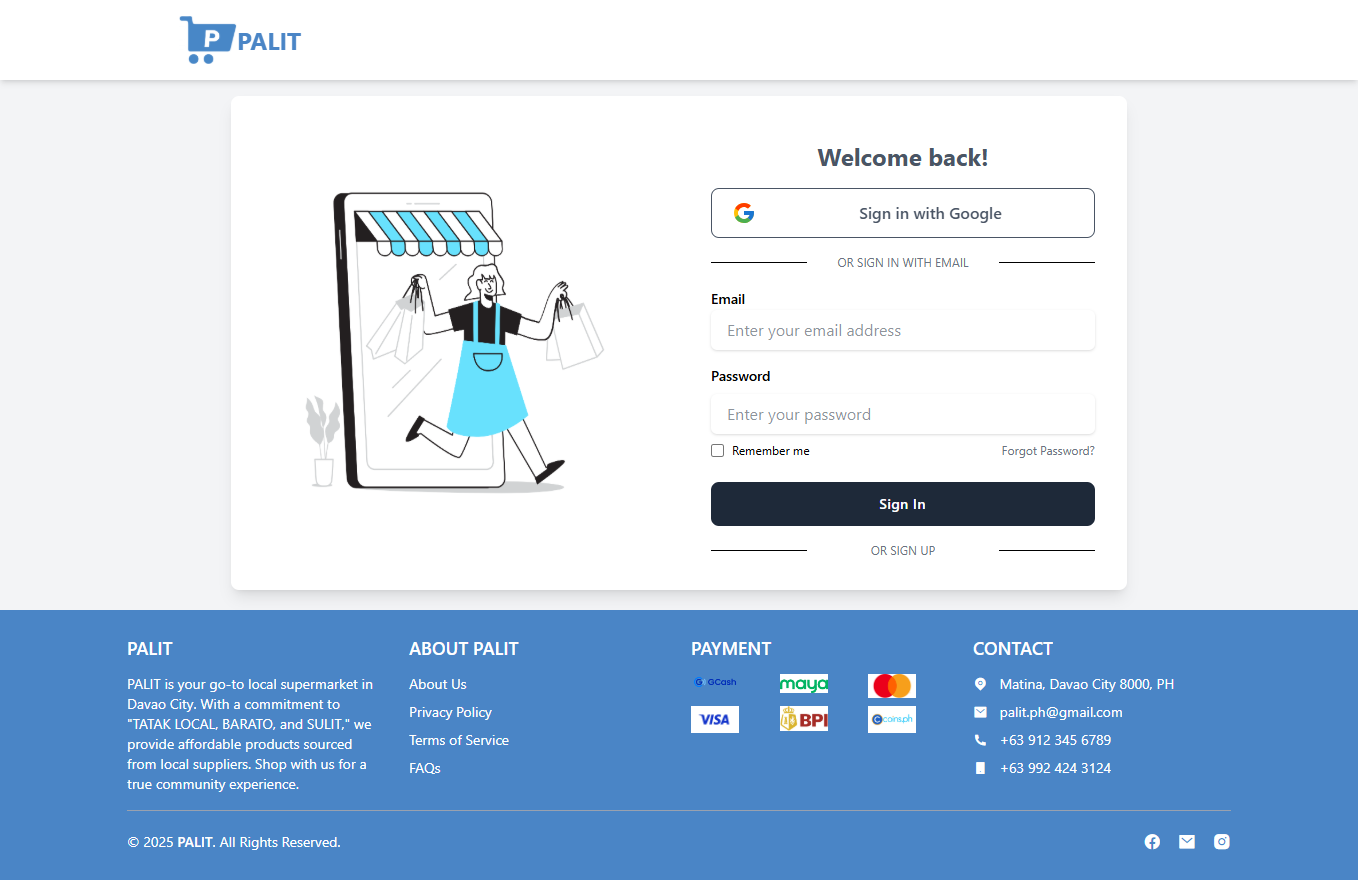 P PALIT
Welcome back!
Sign in with Google
OR SIGN IN WITH EMAIL
Email
Enter your email address
Password
Enter your password
Remember me
Forgot Password?
Sign In
OR SIGN UP
PALIT
PALIT is your go-to local supermarket in
Davao City. With a commitment to
"TATAK LOCAL, BARATO, and SULIT," we
provide affordable products sourced
from local suppliers. Shop with us for a
true community experience.
ABOUT PALIT
About Us
Privacy Policy
Terms of Service
FAQs
PAYMENT
GCash
maya
VISA
BPI
coins.ph
CONTACT
Matina, Davao City 8000, PH
palit.ph@gmail.com
+63 912 345 6789
+63 992 424 3124
© 2025 PALIT. All Rights Reserved.